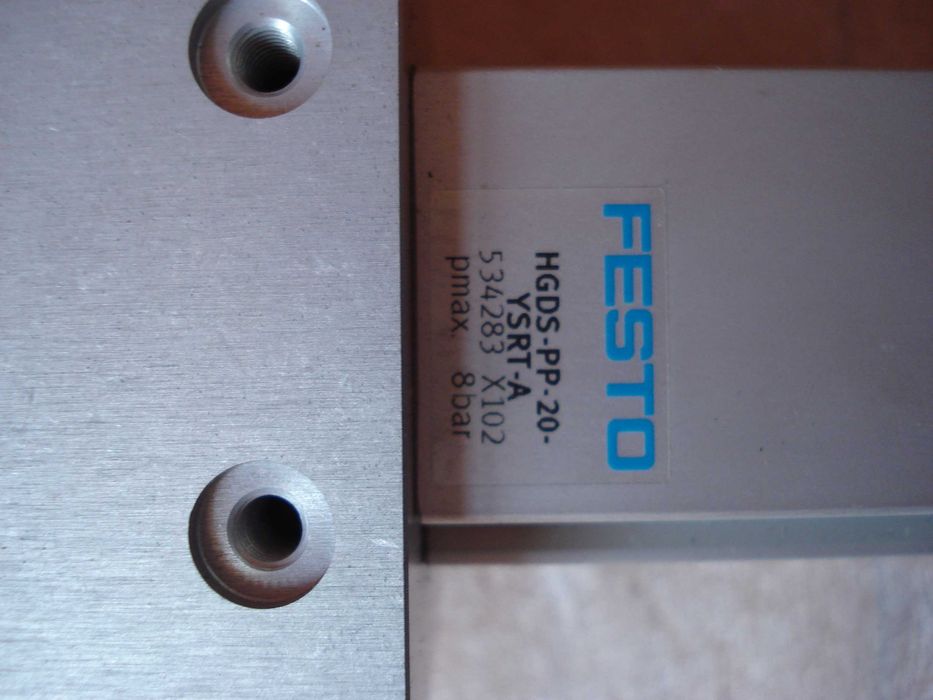 FESTO
HGDS-PP-20-
YSRT-A
534283 X102
pmax. 8bar